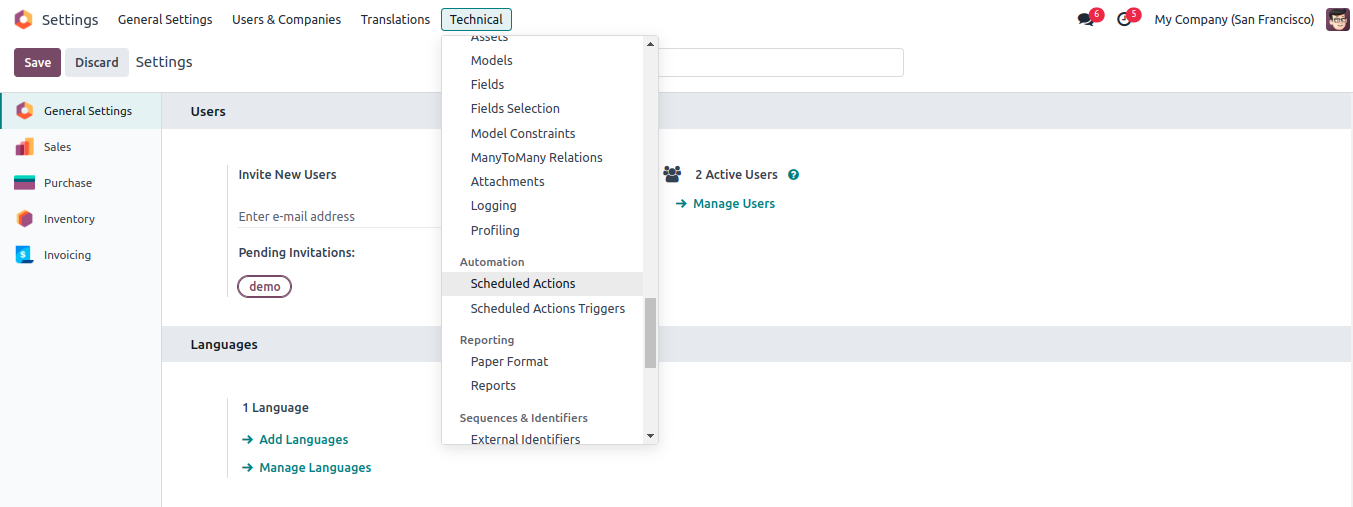 Settings General Settings Users & Companies Translations Technical 6 5 My Company (San Francisco)
Save Discard Settings
Assets
Models
Fields
Fields Selection
Model Constraints
ManyToMany Relations
Attachments
Logging
Profiling
Automation
Scheduled Actions
Scheduled Actions Triggers
Reporting
Paper Format
Reports
Sequences & Identifiers
External Identifiers
General Settings
Sales
Purchase
Inventory
Invoicing
Users
Invite New Users
Enter e-mail address
Pending Invitations:
demo
2 Active Users ?
Manage Users
Languages
1 Language
Add Languages
Manage Languages